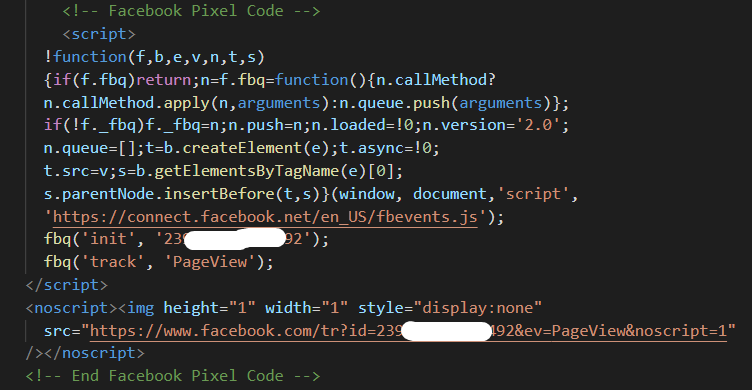 <!-- Facebook Pixel Code -->
<script>
!function(f,b,e,v,n,t,s)
{if(f.fbq)return;n=f.fbq=function(){n.callMethod?
n.callMethod.apply(n,arguments):n.queue.push(arguments)};
if(!f._fbq)f._fbq=n;n.push=n;n.loaded=!0;n.version='2.0';
n.queue=[];t=b.createElement(e);t.async=!0;
t.src=v;s=b.getElementsByTagName(e)[0];
s.parentNode.insertBefore(t,s)}(window, document,'script',
'https://connect.facebook.net/en_US/fbevents.js');
fbq('init', '239 92');
fbq('track', 'PageView');
</script>
<noscript><img height="1" width="1" style="display:none"
src="https://www.facebook.com/tr?id=239 492&ev=PageView&noscript=1"
/></noscript>
<!-- End Facebook Pixel Code -->